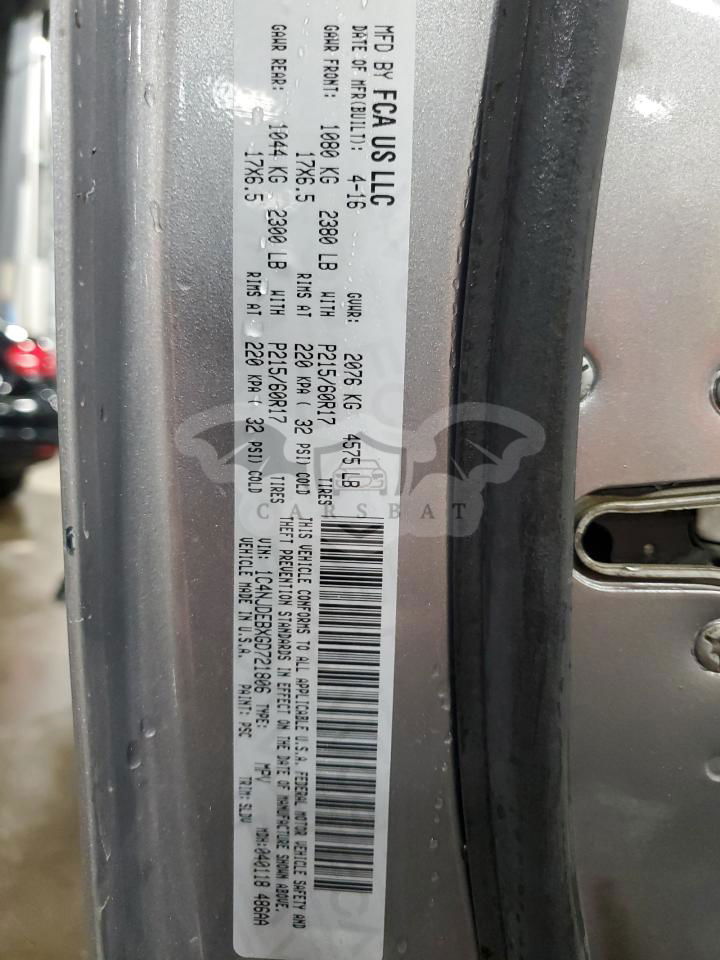 MFD BY FCA US LLC
DATE OF MFR(BUILT): 4-16 GVWR: 2076 KG 4575 LB
GAWR FRONT: 1080 KG 2380 LB WITH P215/60R17 TIRES
17X6.5 RIMS AT 220 KPA ( 32 PSI) COLD
GAWR REAR: 1044 KG 2300 LB WITH P215/60R17 TIRES
17X6.5 RIMS AT 220 KPA ( 32 PSI) COLD
THIS VEHICLE CONFORMS TO ALL APPLICABLE U.S.A. FEDERAL MOTOR VEHICLE SAFETY AND
THEFT PREVENTION STANDARDS IN EFFECT ON THE DATE OF MANUFACTURE SHOWN ABOVE.
VIN: 1C4NJDEBXGD721806 TYPE: MPV MDH:040118 486AA
VEHICLE MADE IN U.S.A. PAINT: PSC TRIM: SLDV
CARSBAT